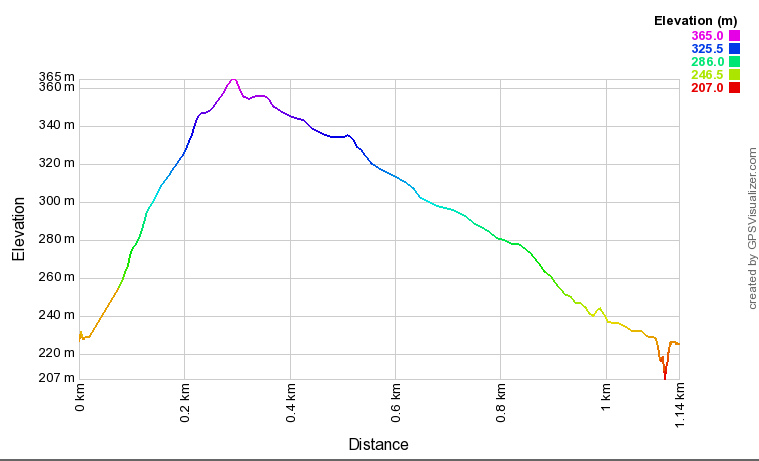 Elevation (m)
365.0
325.5
286.0
246.5
207.0
365 m
360 m
340 m
320 m
300 m
280 m
260 m
240 m
220 m
207 m
Elevation
0 km
0.2 km
0.4 km
0.6 km
0.8 km
1 km
1.14 km
Distance
created by GPSVisualizer.com